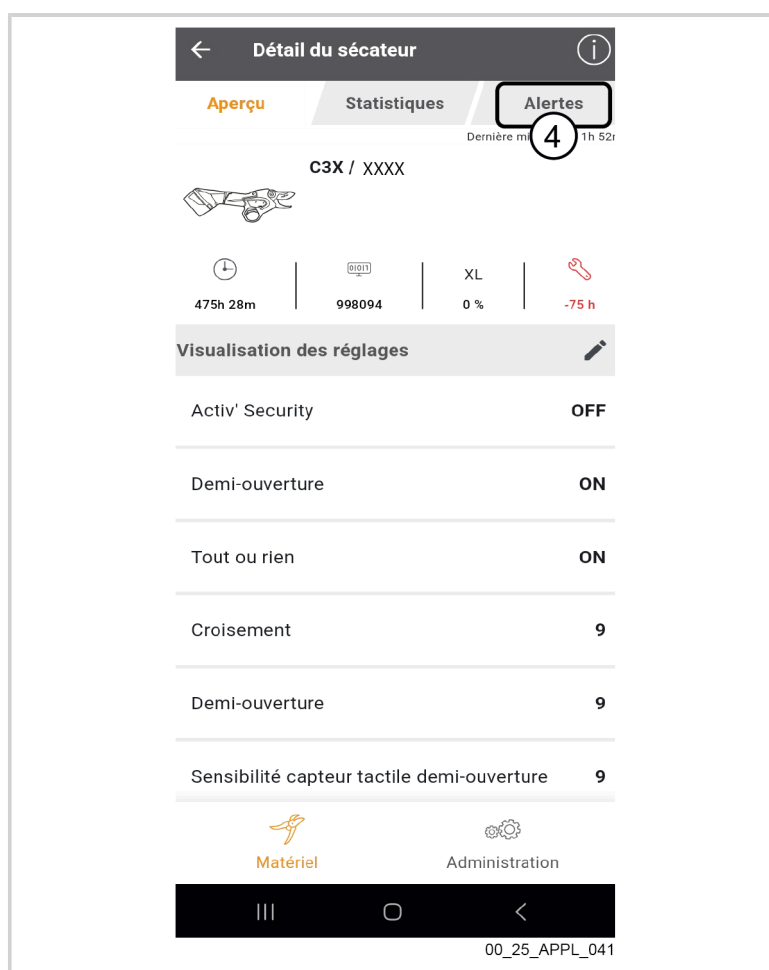 Détail du sécateur
Aperçu Statistiques Alertes
Dernière 4 1h 52
C3X / XXXX
01011 XL
475h 28m 998094 0 % -75 h
Visualisation des réglages
Activ' Security OFF
Demi-ouverture ON
Tout ou rien ON
Croisement 9
Demi-ouverture 9
Sensibilité capteur tactile demi-ouverture 9
Matériel Administration
00_25_APPL_041